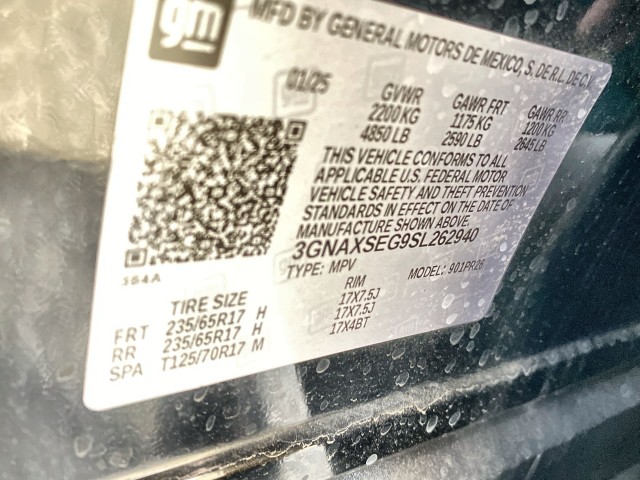 gm
MFD BY GENERAL MOTORS DE MEXICO, S. DE R.L. DE C.V.
01/25 GVWR GAWR FRT GAWR RR
2200 KG 1175 KG 1200 KG
4850 LB 2590 LB 2645 LB
THIS VEHICLE CONFORMS TO ALL
APPLICABLE U.S. FEDERAL MOTOR
VEHICLE SAFETY AND THEFT PREVENTION
STANDARDS IN EFFECT ON THE DATE OF
MANUFACTURE SHOWN ABOVE.
3GNAXSEG9SL262940
TYPE: MPV MODEL: 901PR26
TIRE SIZE RIM
FRT 235/65R17 H 17X7.5J
RR 235/65R17 H 17X7.5J
SPA T125/70R17 M 17X4BT